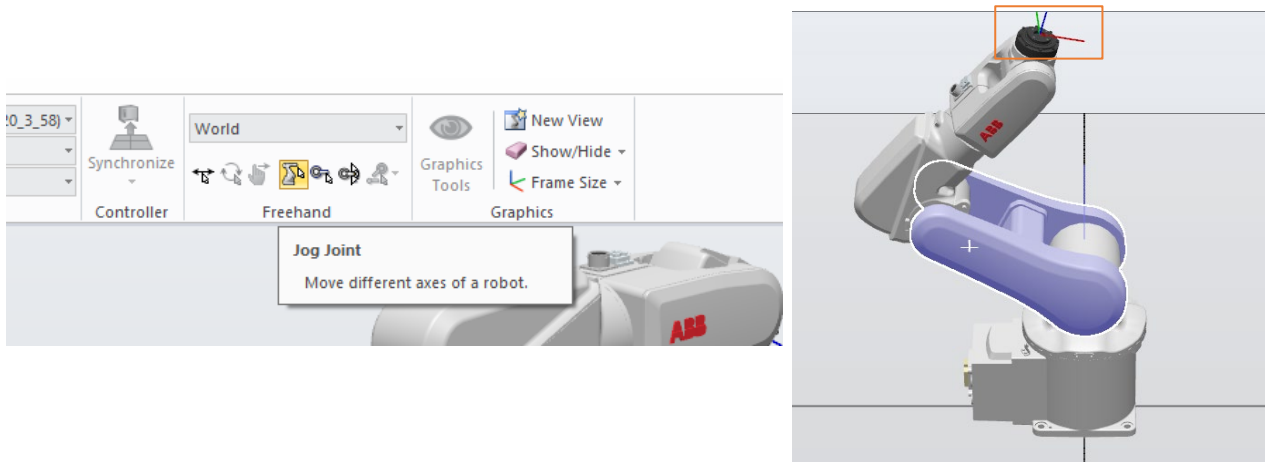 20_3_58)
World
Synchronize
Graphics
Tools
New View
Show/Hide
Frame Size
Controller
Freehand
Graphics
Jog Joint
Move different axes of a robot.
ABB
ABB